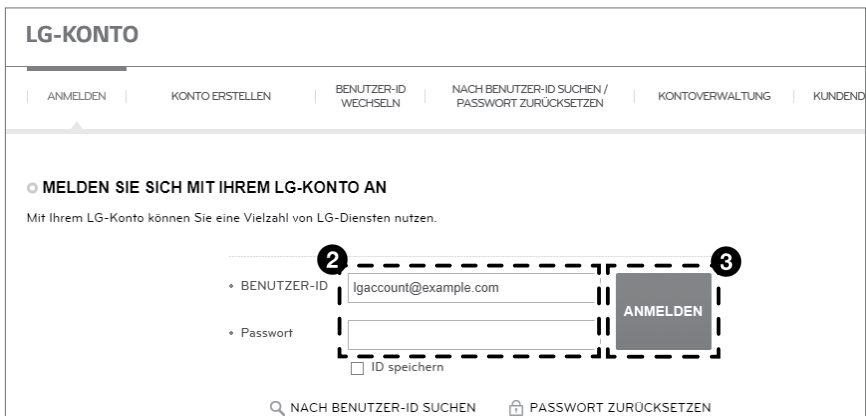 LG-KONTO
ANMELDEN
KONTO ERSTELLEN
BENUTZER-ID
WECHSELN
NACH BENUTZER-ID SUCHEN /
PASSWORT ZURÜCKSETZEN
KONTOVERWALTUNG
KUNDEND
MELDEN SIE SICH MIT IHREM LG-KONTO AN
Mit Ihrem LG-Konto können Sie eine Vielzahl von LG-Diensten nutzen.
2
3
BENUTZER-ID
lgaccount@example.com
Passwort
ANMELDEN
ID speichern
NACH BENUTZER-ID SUCHEN
PASSWORT ZURÜCKSETZEN